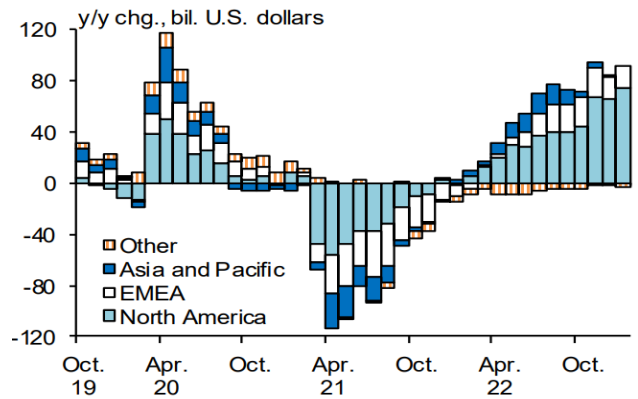 y/y chg., bil. U.S. dollars
120
80
40
0
-40
-80
-120
Other
Asia and Pacific
EMEA
North America
Oct. Apr. Oct. Apr. Oct. Apr. Oct.
19 20 21 22